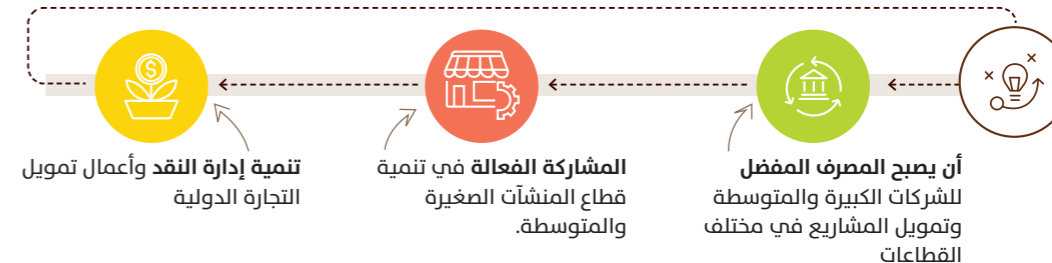 أن يصبح المصرف المفضل
للشركات الكبيرة والمتوسطة
وتمويل المشاريع في مختلف
القطاعات
المشاركة الفعالة في تنمية
قطاع المنشآت الصغيرة
والمتوسطة.
تنمية إدارة النقد وأعمال تمويل
التجارة الدولية